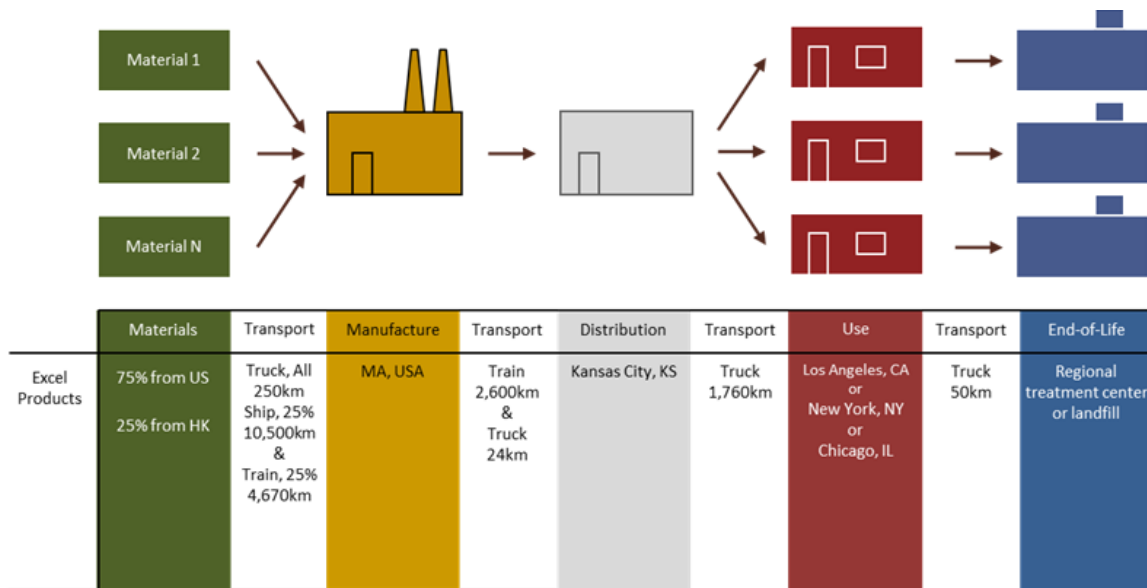 Material 1
Material 2
Material N
Materials
Transport
Manufacture
Transport
Distribution
Transport
Use
Transport
End-of-Life
Excel
Products
75% from US
25% from HK
Truck, All
250km
Ship, 25%
10,500km
&
Train, 25%
4,670km
MA, USA
Train
2,600km
&
Truck
24km
Kansas City, KS
Truck
1,760km
Los Angeles, CA
or
New York, NY
or
Chicago, IL
Truck
50km
Regional
treatment center
or landfill